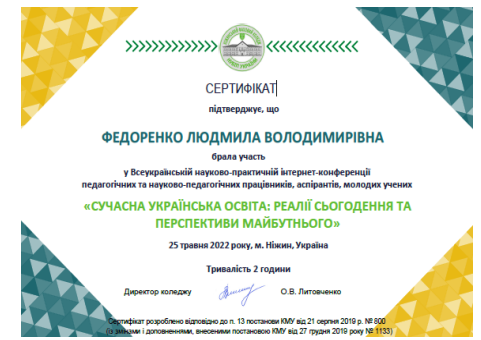 СЕРТИФІКАТ
підтверджує, що
ФЕДОРЕНКО ЛЮДМИЛА ВОЛОДИМИРІВНА
брала участь
у Всеукраїнській науково-практичній інтернет-конференції
педагогічних та науково-педагогічних працівників, аспірантів, молодих учених
«СУЧАСНА УКРАЇНСЬКА ОСВІТА: РЕАЛІЇ СЬОГОДЕННЯ ТА
ПЕРСПЕКТИВИ МАЙБУТНЬОГО»
25 травня 2022 року, м. Ніжин, Україна
Тривалість 2 години
Директор коледжу О.В. Литовченко
Сертифікат розроблено відповідно до п. 13 постанови КМУ від 21 серпня 2019 р. № 800
(із змінами і доповненнями, внесеними постановою КМУ від 27 грудня 2019 року № 1133)